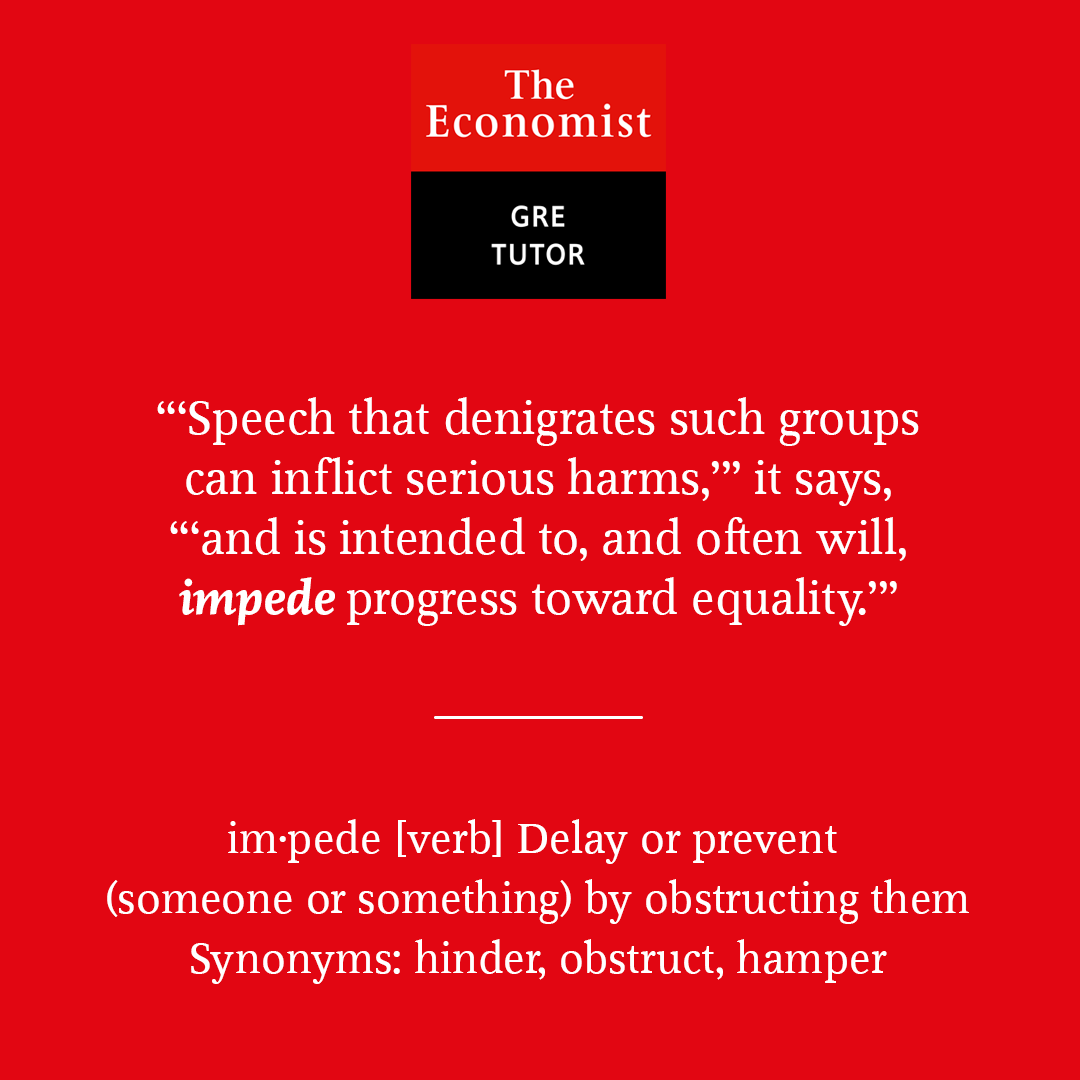 The
Economist
GRE
TUTOR
“‘Speech that denigrates such groups
can inflict serious harms,’” it says,
“‘and is intended to, and often will,
impede progress toward equality.’”
im·pede [verb] Delay or prevent
(someone or something) by obstructing them
Synonyms: hinder, obstruct, hamper